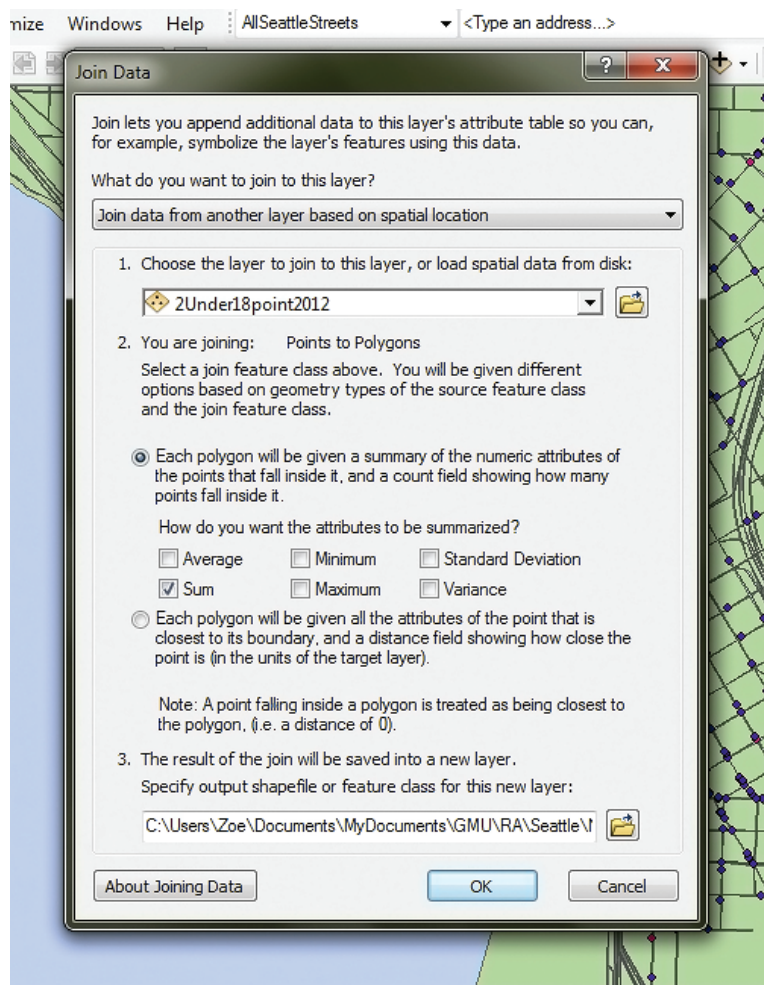 mize Windows Help AllSeattleStreets <Type an address...>
Join Data
Join lets you append additional data to this layer's attribute table so you can,
for example, symbolize the layer's features using this data.
What do you want to join to this layer?
Join data from another layer based on spatial location
1. Choose the layer to join to this layer, or load spatial data from disk:
2Under18point2012
2. You are joining: Points to Polygons
Select a join feature class above. You will be given different
options based on geometry types of the source feature class
and the join feature class.
Each polygon will be given a summary of the numeric attributes of
the points that fall inside it, and a count field showing how many
points fall inside it.
How do you want the attributes to be summarized?
Average Minimum Standard Deviation
Sum Maximum Variance
Each polygon will be given all the attributes of the point that is
closest to its boundary, and a distance field showing how close the
point is (in the units of the target layer).
Note: A point falling inside a polygon is treated as being closest to
the polygon, (i.e. a distance of 0).
3. The result of the join will be saved into a new layer.
Specify output shapefile or feature class for this new layer:
C:\Users\Zoe\Documents\MyDocuments\GMU\RA\Seattle\
About Joining Data OK Cancel